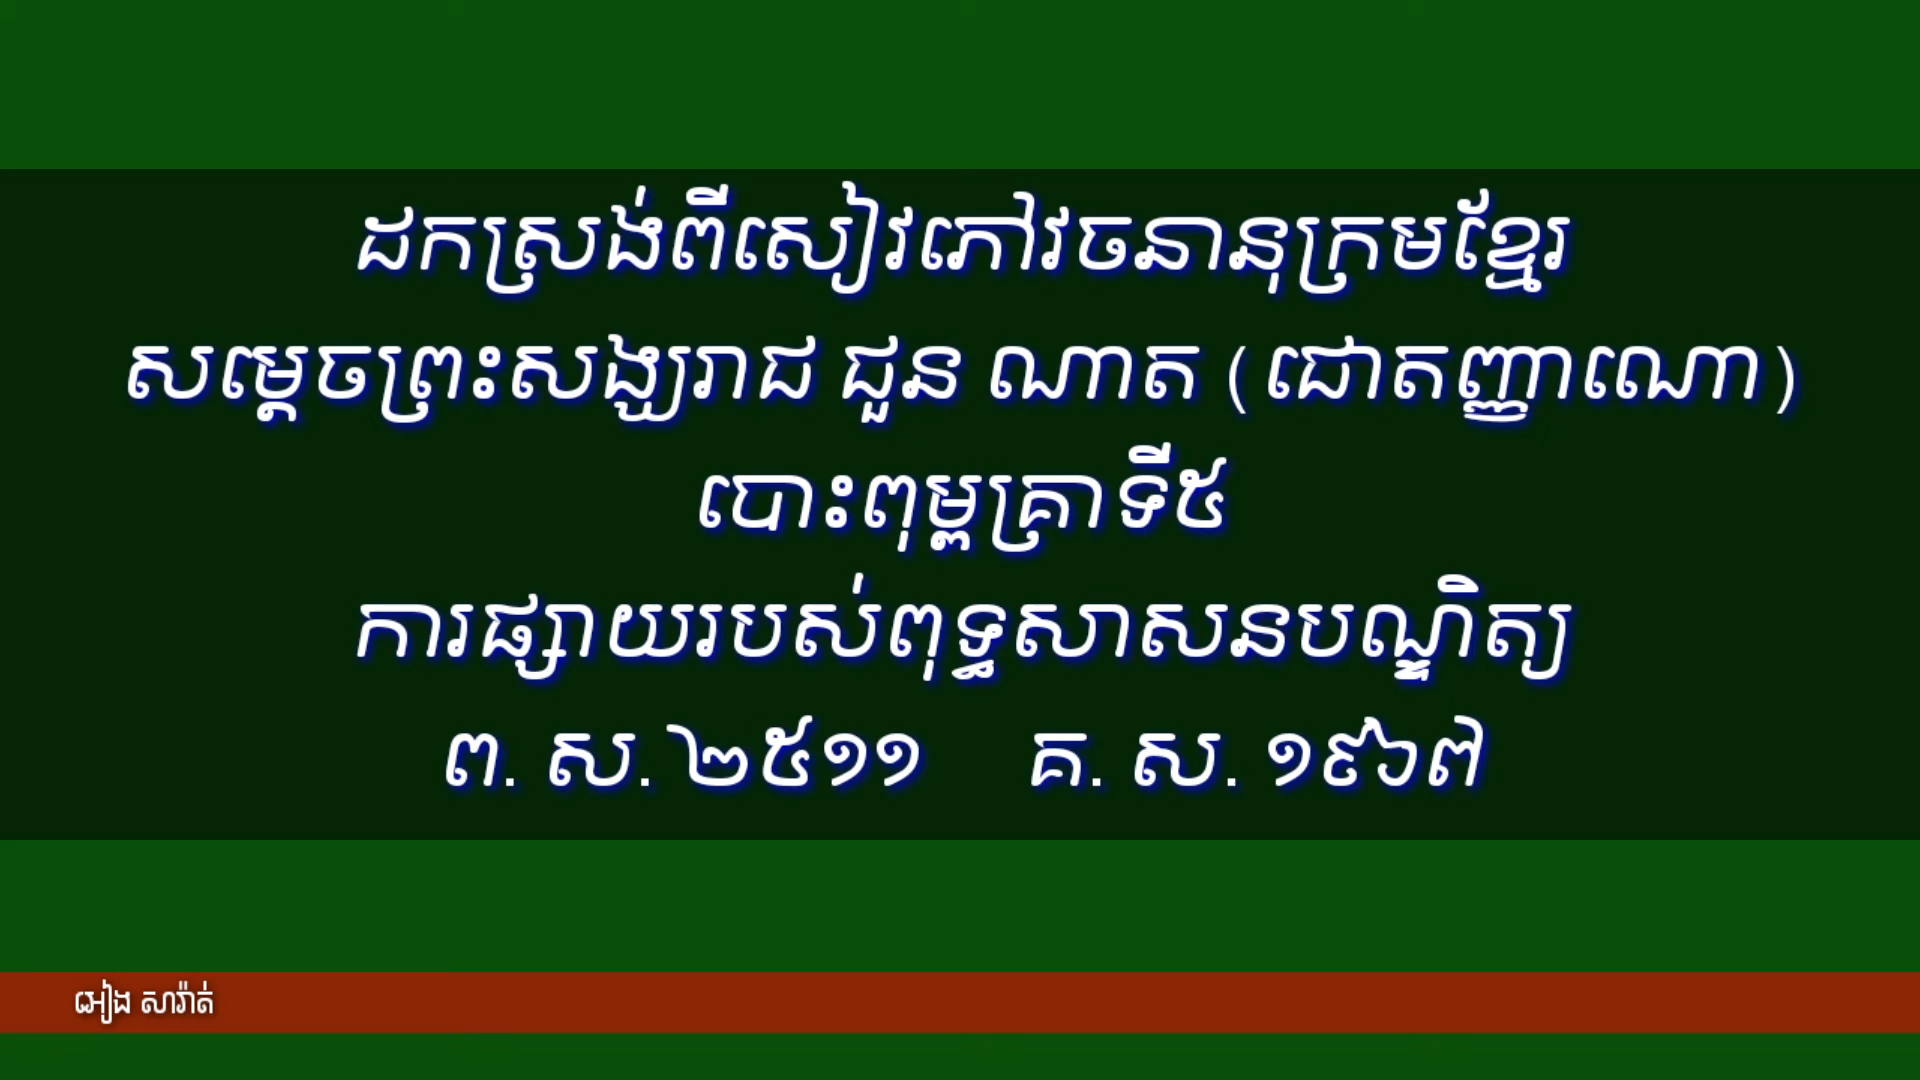 ដកស្រង់ពីសៀវភៅវចនានុក្រមខ្មែរ
សម្ដេចព្រះសង្ឃរាជ ជួន ណាត (ជោតញ្ញាណោ)
បោះពុម្ពគ្រាទី៥
ការផ្សាយរបស់ពុទ្ធសាសនបណ្ឌិត្យ
ព. ស. ២៥១១ គ. ស. ១៩៦៧
អៀង សារ៉ាត់